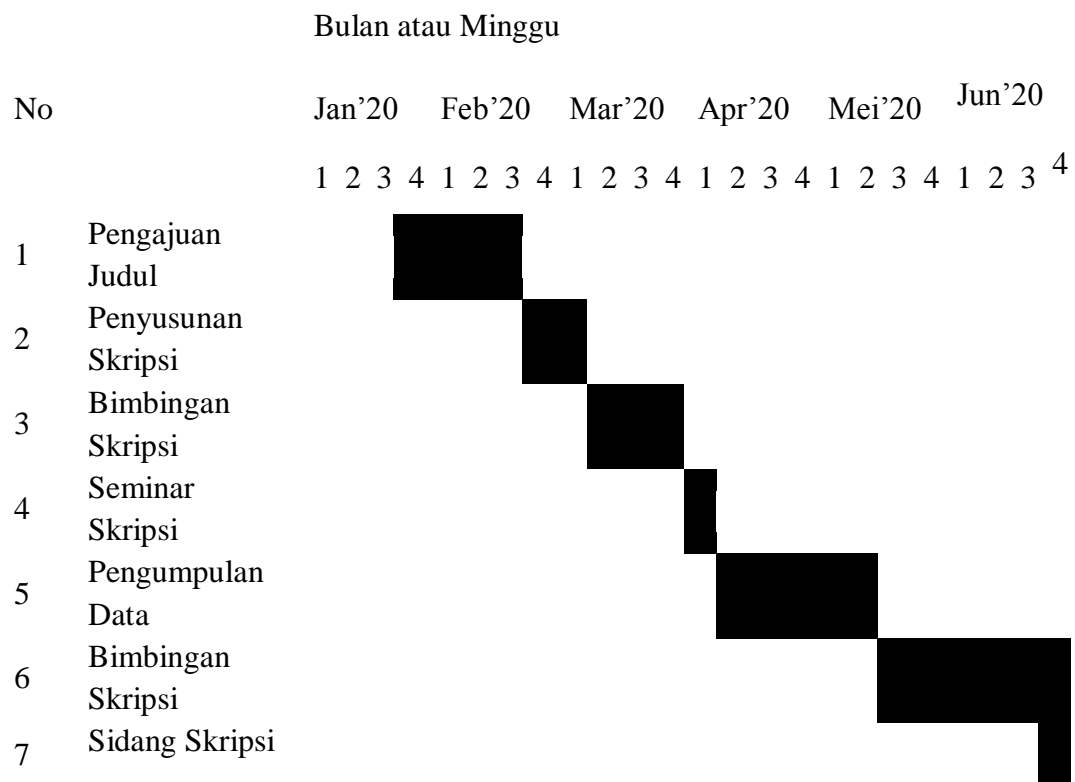 Bulan atau Minggu
No
Jan’20 Feb’20 Mar’20 Apr’20 Mei’20 Jun’20
1 2 3 4 1 2 3 4 1 2 3 4 1 2 3 4 1 2 3 4 1 2 3 4
1 Pengajuan
Judul
2 Penyusunan
Skripsi
3 Bimbingan
Skripsi
4 Seminar
Skripsi
5 Pengumpulan
Data
6 Bimbingan
Skripsi
7 Sidang Skripsi